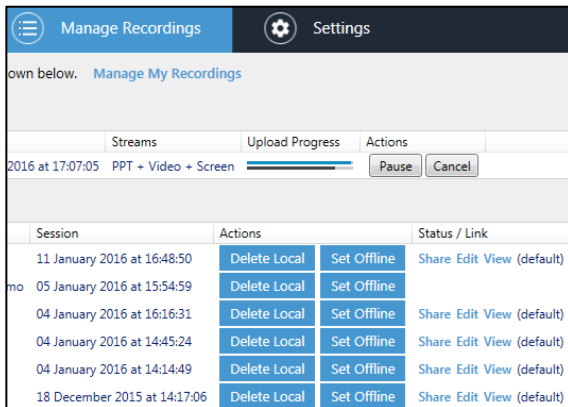 Manage Recordings Settings
own below. Manage My Recordings
Streams Upload Progress Actions
2016 at 17:07:05 PPT + Video + Screen Pause Cancel
Session Actions Status / Link
11 January 2016 at 16:48:50 Delete Local Set Offline Share Edit View (default)
mo 05 January 2016 at 15:54:59 Delete Local Set Offline
04 January 2016 at 16:16:31 Delete Local Set Offline Share Edit View (default)
04 January 2016 at 14:45:24 Delete Local Set Offline Share Edit View (default)
04 January 2016 at 14:14:49 Delete Local Set Offline Share Edit View (default)
18 December 2015 at 14:17:06 Delete Local Set Offline Share Edit View (default)